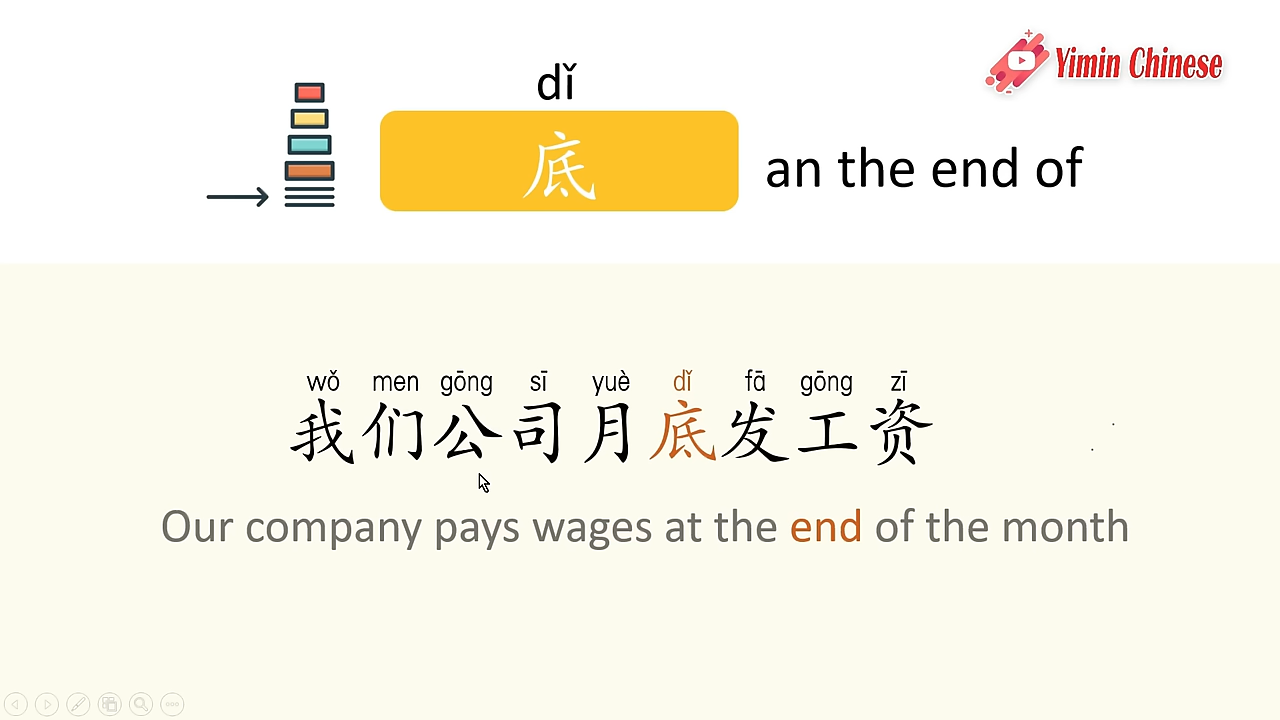 Yimin Chinese
dǐ
底
an the end of
wǒ men gōng sī yuè dǐ fā gōng zī
我们公司月底发工资
Our company pays wages at the end of the month